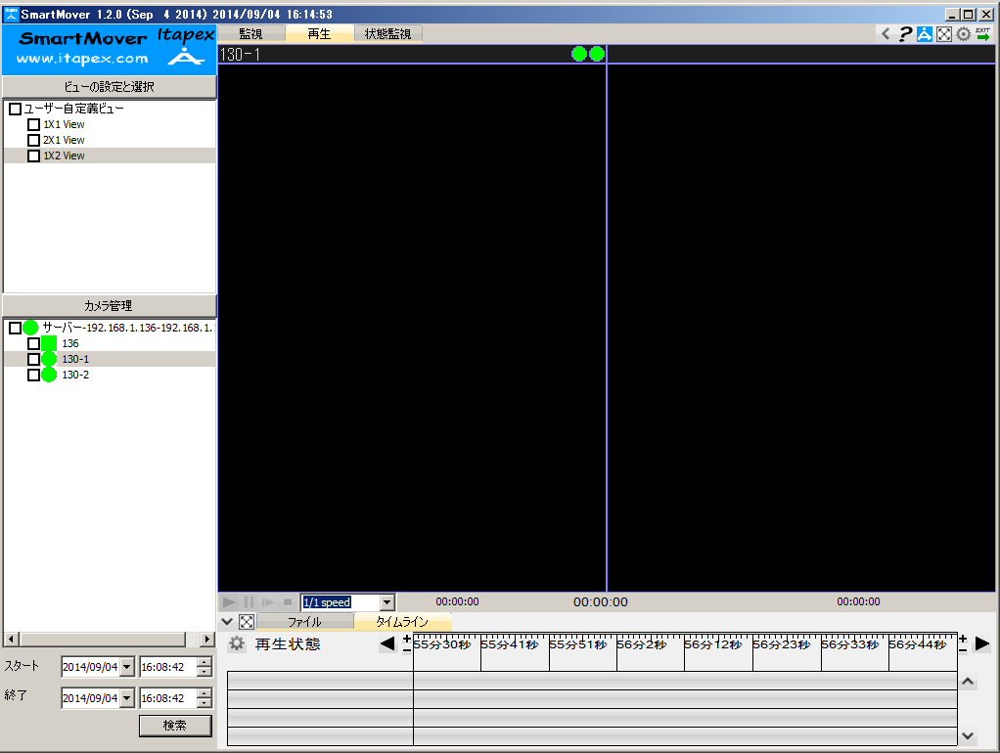 SmartMover 1.2.0 (Sep  4 2014) 2014/09/04 16:14:53
SmartMover Itapex
www.itapex.com
監視 再生 状態監視
EXIT
130-1
ビューの設定と選択
ユーザー自定義ビュー
1X1 View
2X1 View
1X2 View
カメラ管理
サーバー-192.168.1.136-192.168.1.
136
130-1
130-2
スタート 2014/09/04 16:08:42
終了 2014/09/04 16:08:42
検索
1/1 speed 00:00:00 00:00:00 00:00:00
ファイル タイムライン
再生状態
55分30秒 55分41秒 55分51秒 56分2秒 56分12秒 56分23秒 56分33秒 56分44秒